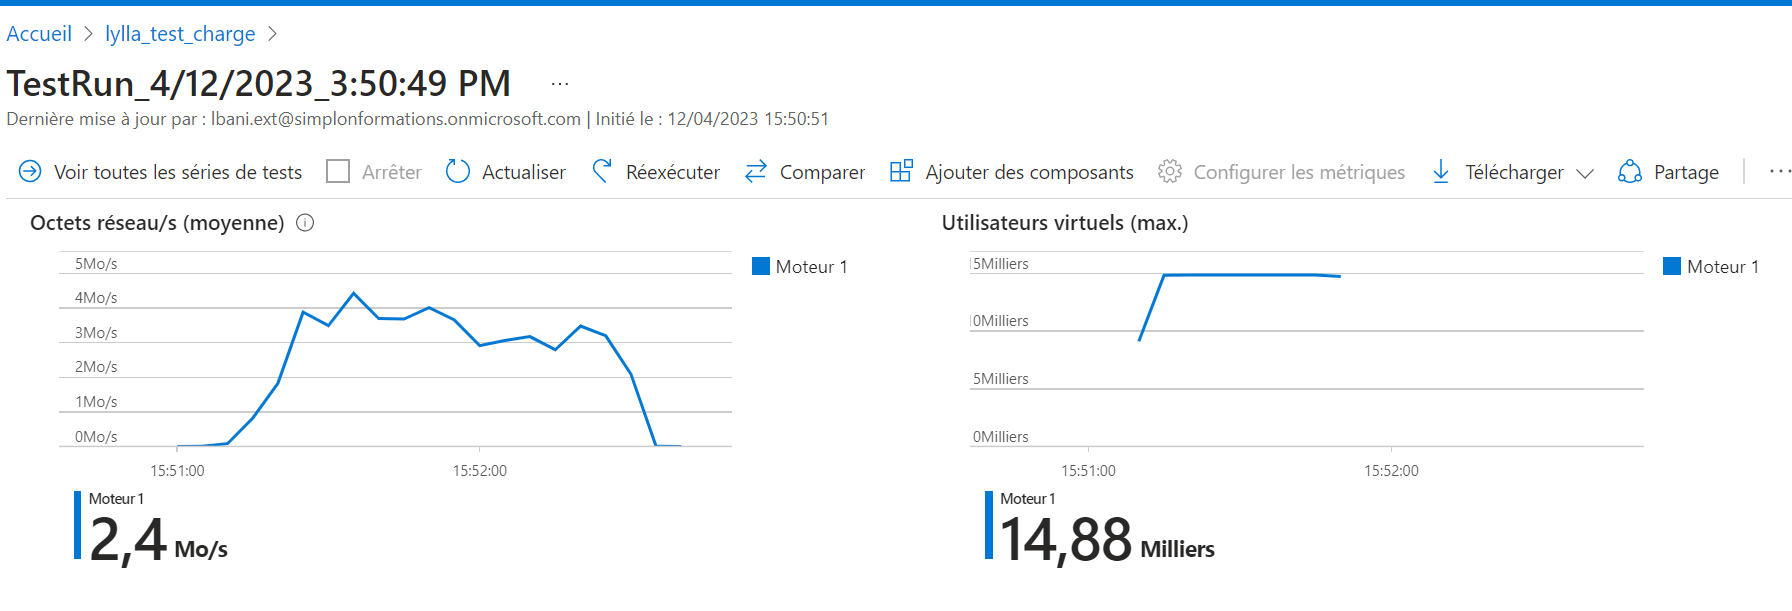 Accueil > lylla_test_charge >
TestRun_4/12/2023_3:50:49 PM ...
Dernière mise à jour par : lbani.ext@simplonformations.onmicrosoft.com | Initié le : 12/04/2023 15:50:51
Voir toutes les séries de tests Arrêter Actualiser Réexécuter Comparer Ajouter des composants Configurer les métriques Télécharger Partage ...
Octets réseau/s (moyenne)
5Mo/s
4Mo/s
3Mo/s
2Mo/s
1Mo/s
0Mo/s
15:51:00 15:52:00
Moteur 1
Moteur 1
2,4 Mo/s
Utilisateurs virtuels (max.)
5Milliers
0Milliers
5Milliers
0Milliers
15:51:00 15:52:00
Moteur 1
Moteur 1
14,88 Milliers